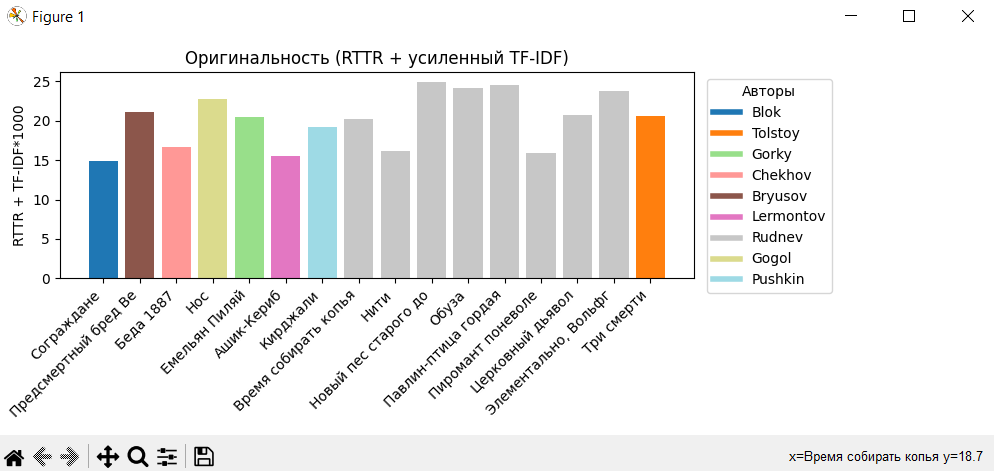 Figure 1
Оригинальность (RTTR + усиленный TF-IDF)
RTTR + TF-IDF*1000
25
20
15
10
5
0
Сограждане
Предсмертный бред Ве
Беда 1887
Нос
Емельян Пиляй
Ашик-Кериб
Кирджали
Время собирать копья
Нити
Новый пес старого до
Обуза
Павлин-птица гордая
Пиромант поневоле
Церковный дьявол
Элементально, Вольфг
Три смерти
Авторы
Blok
Tolstoy
Gorky
Chekhov
Bryusov
Lermontov
Rudnev
Gogol
Pushkin
x=Время собирать копья y=18.7